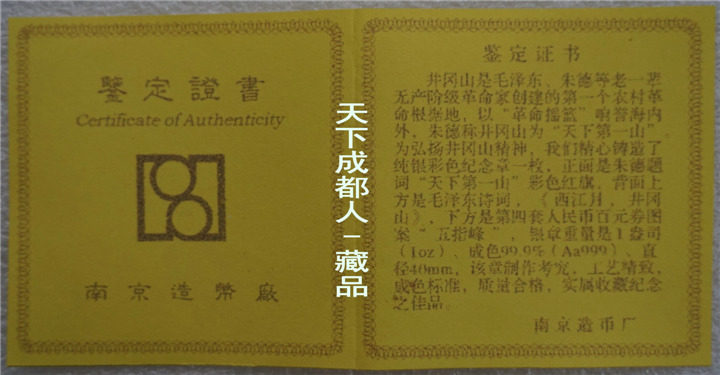 鑒定證書
Certificate of Authenticity
南京造幣廠
天下成都人－藏品
鉴定证书
井冈山是毛泽东、朱德等老一班
无产阶级革命家创建的第一个农村革
命根据地，以“革命摇篮”响誉海内
外，朱德称井冈山为“天下第一山”，
为弘扬井冈山精神，我们精心铸造了
纯银彩色纪念章一枚，正面是朱德题
词“天下第一山”彩色红旗，背面上
方是毛泽东诗词，《西江月，井冈
山》，下方是第四套人民币百元券图
案“五指峰”，银章重量是1盎司
(1oz)、成色99.9%(Aa999)、直
径40mm，该章制作考究，工艺精致，
成色标准，质量合格，实属收藏纪念
之佳品。
南京造币厂